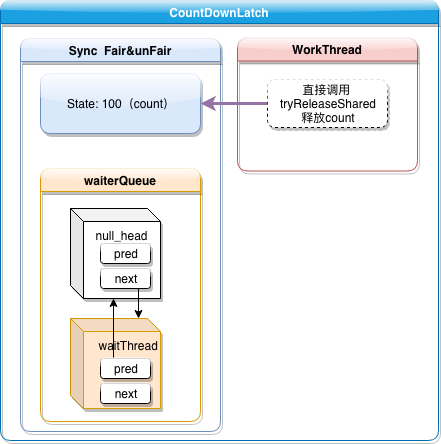 CountDownLatch
Sync Fair&unFair
State: 100（count）
WorkThread
直接调用
tryReleaseShared
释放count
waiterQueue
null_head
pred
next
waitThread
pred
next